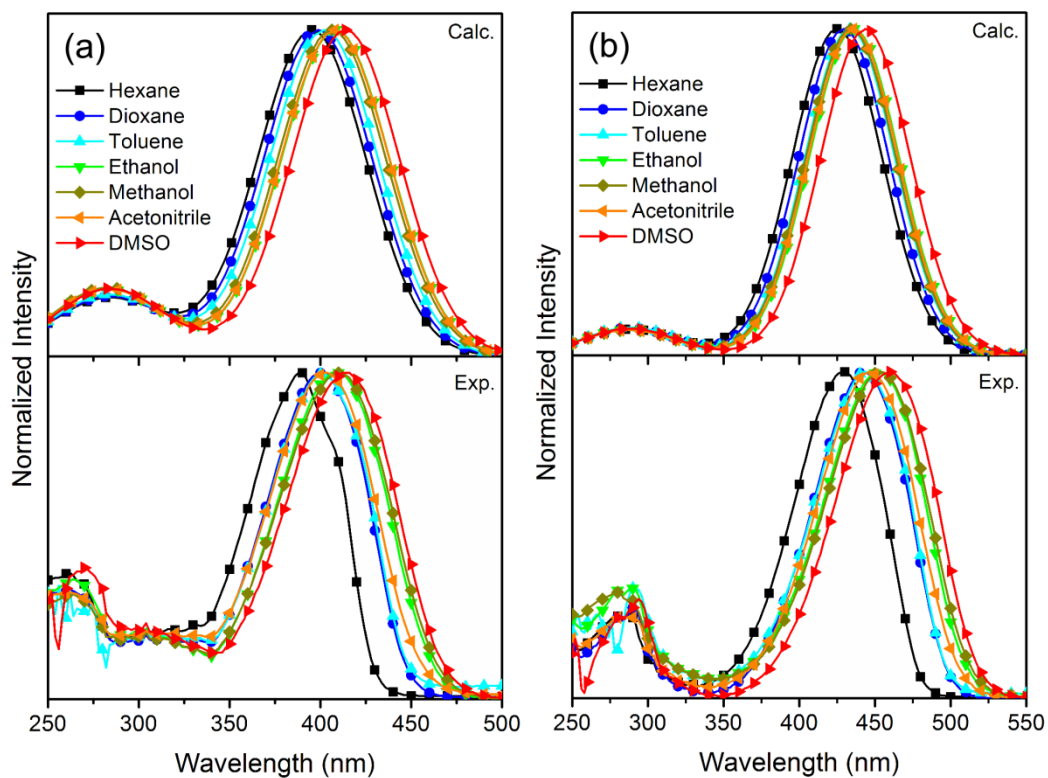 (a)
Calc.
Hexane
Dioxane
Toluene
Ethanol
Methanol
Acetonitrile
DMSO
Exp.
Normalized Intensity
250 300 350 400 450 500
Wavelength (nm)
(b)
Calc.
Hexane
Dioxane
Toluene
Ethanol
Methanol
Acetonitrile
DMSO
Exp.
Normalized Intensity
250 300 350 400 450 500 550
Wavelength (nm)